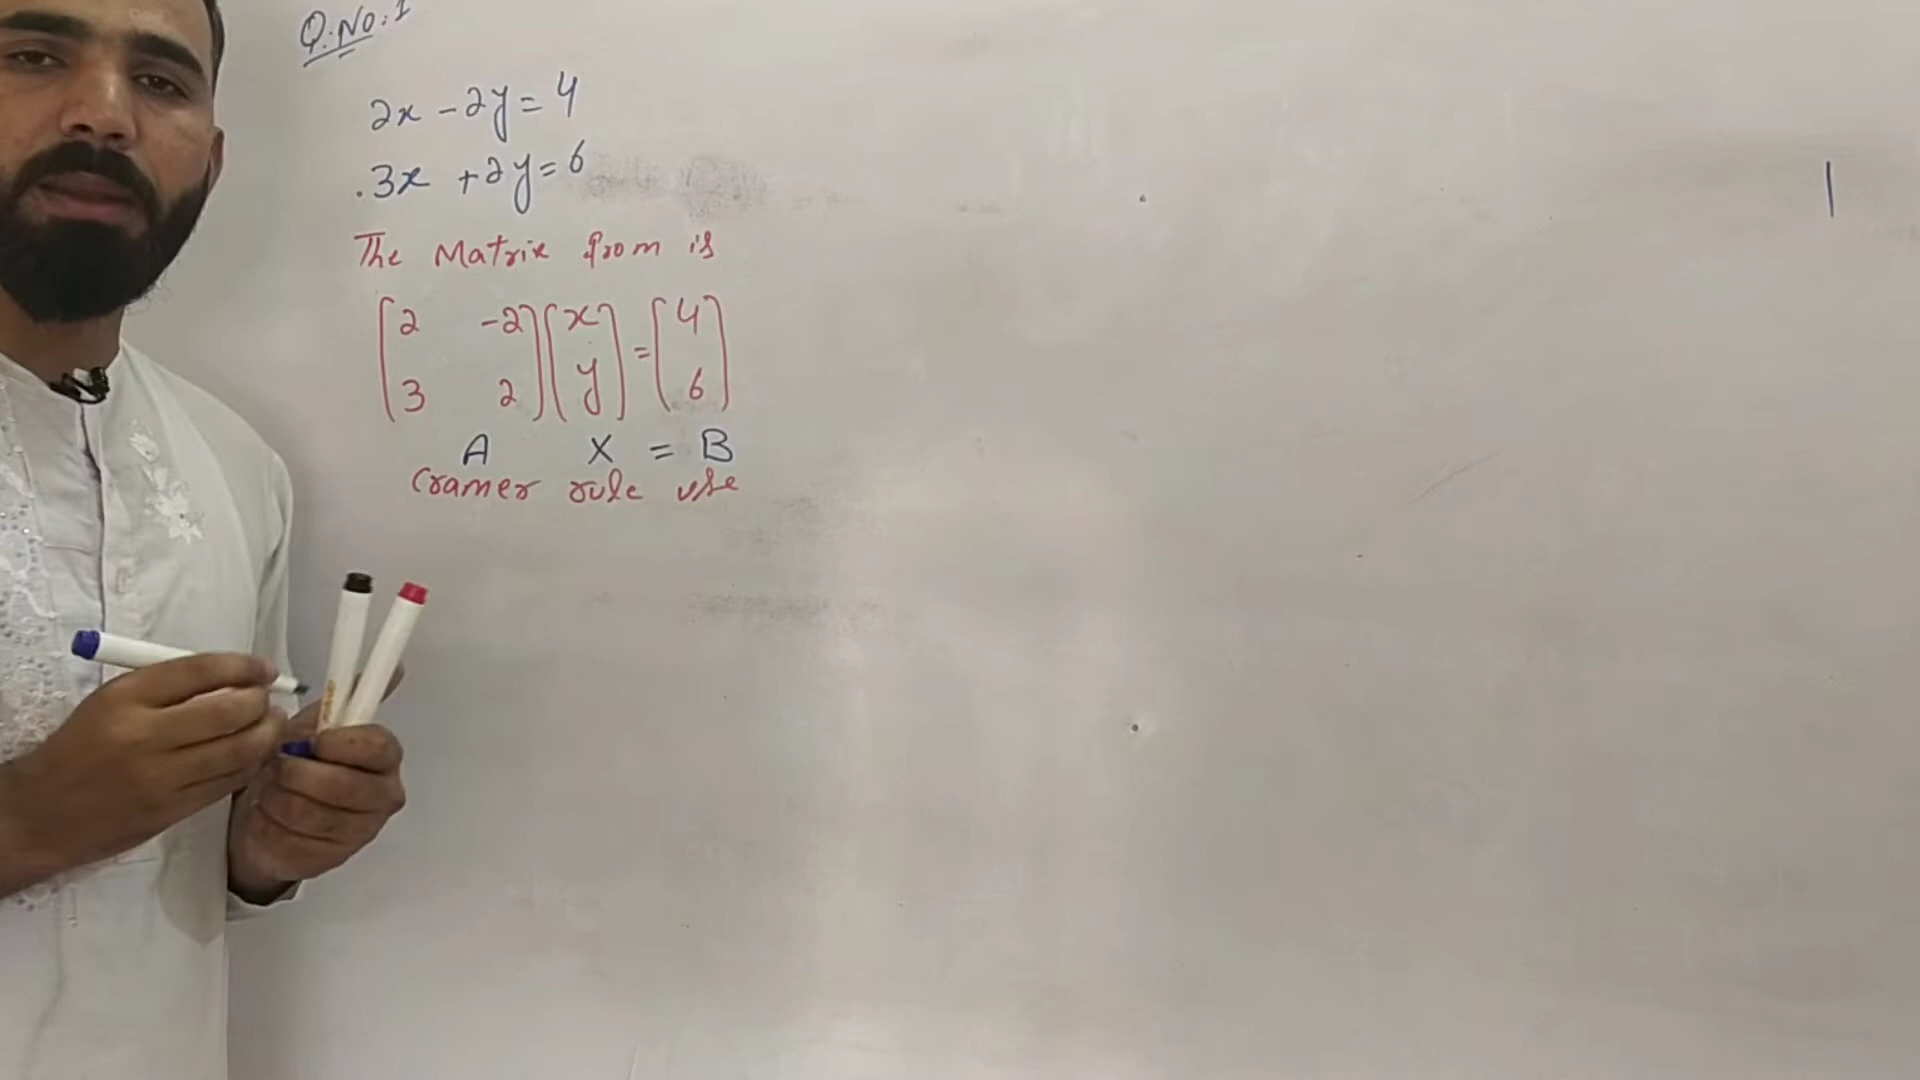 Q.No:1
2x - 2y = 4
.3x + 2y = 6
The Matrix from is
[2 -2] [x] = [4]
[3 2] [y] [6]
A X = B
Cramer rule use